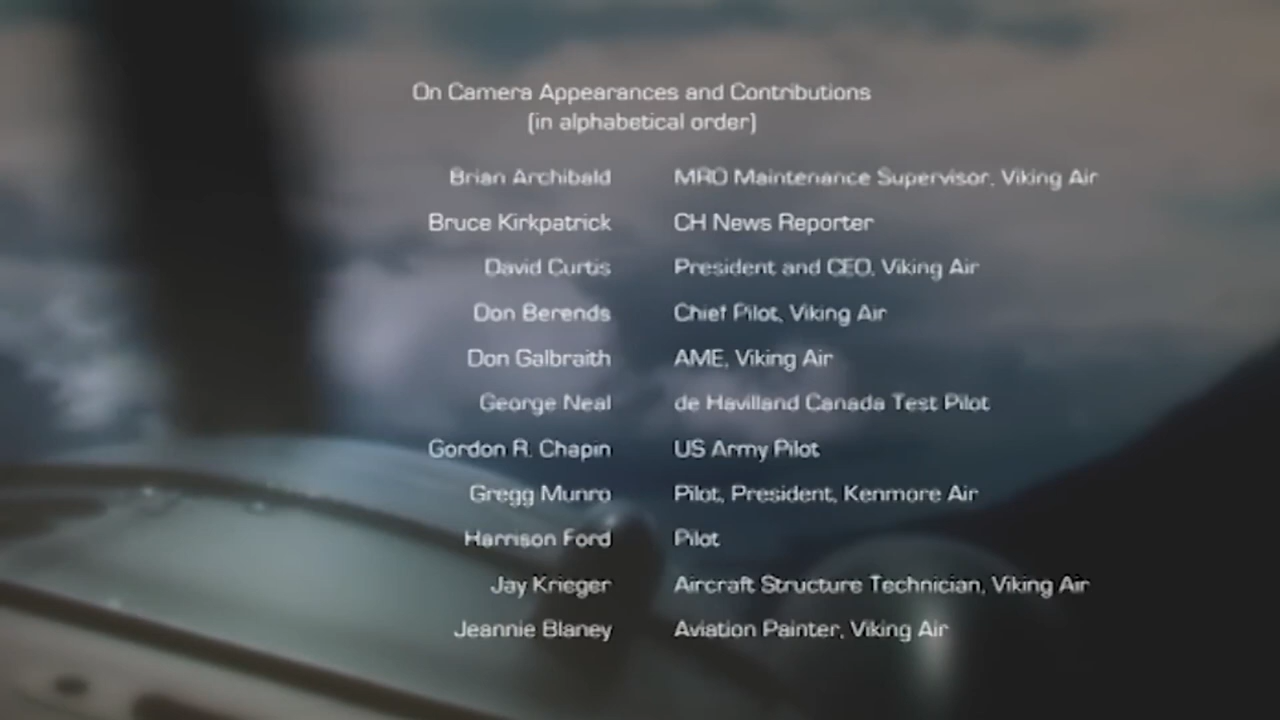 On Camera Appearances and Contributions
(in alphabetical order)
Brian Archibald MRO Maintenance Supervisor, Viking Air
Bruce Kirkpatrick CH News Reporter
David Curtis President and CEO, Viking Air
Don Berends Chief Pilot, Viking Air
Don Galbraith AME, Viking Air
George Neal de Havilland Canada Test Pilot
Gordon R. Chapin US Army Pilot
Gregg Munro Pilot, President, Kenmore Air
Harrison Ford Pilot
Jay Krieger Aircraft Structure Technician, Viking Air
Jeannie Blaney Aviation Painter, Viking Air